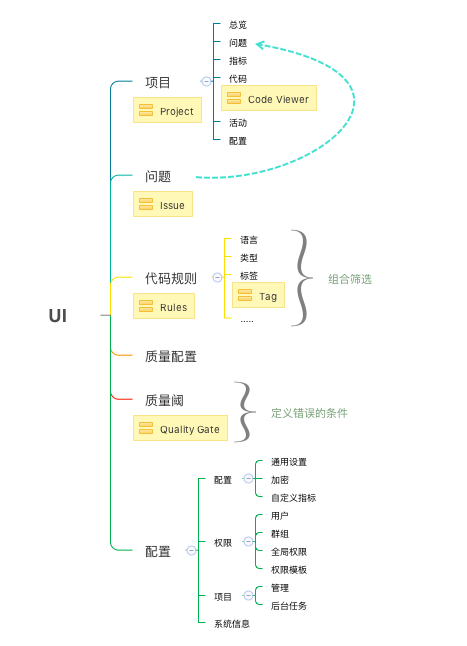 UI
项目
Project
总览
问题
指标
代码
Code Viewer
活动
配置
问题
Issue
代码规则
Rules
语言
类型
标签
Tag
.....
组合筛选
质量配置
质量阈
Quality Gate
定义错误的条件
配置
配置
通用设置
加密
自定义指标
权限
用户
群组
全局权限
权限模板
项目
管理
后台任务
系统信息